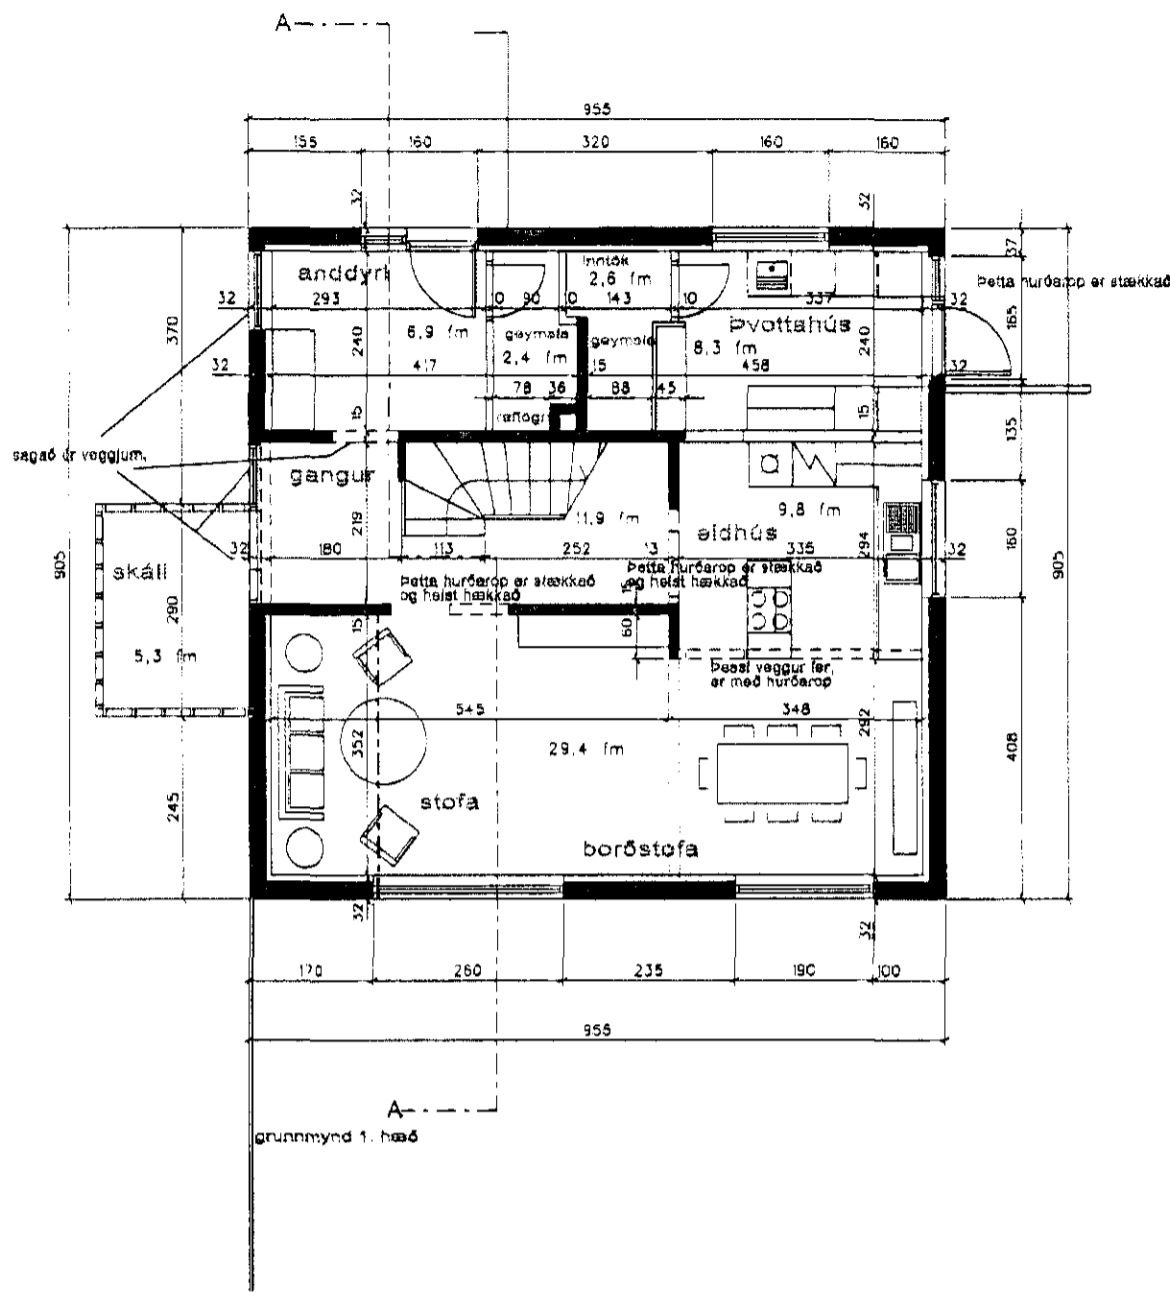 A
955
155 160 320 160 160
32 32
37
anddyri
inntök
2,6 fm
Þetta hurðarop er stækkað
32 293 10 90 10 143 10 337 32
370
6,9 fm
geymsla
2,4 fm
geymsla
Þvottahús
8,3 fm
165
240 240
32 417 15 458 32
78 36 88 45
15 15
135
sagað úr veggjum.
gangur
219
11,9 fm
9,8 fm
eldhús
294
160
905 905
32 180 113 252 13 335 32
skáli
290
5,3 fm
Þetta hurðarop er stækkað
og helst hækkað
Þetta hurðarop er stækkað
og helst hækkað
15 15
60
Þessi veggur fer,
er með hurðarop
545 348
352 292
29,4 fm
408
245
stofa
borðstofa
32 32
170 260 235 190 100
955
A
grunnmynd 1. hæð